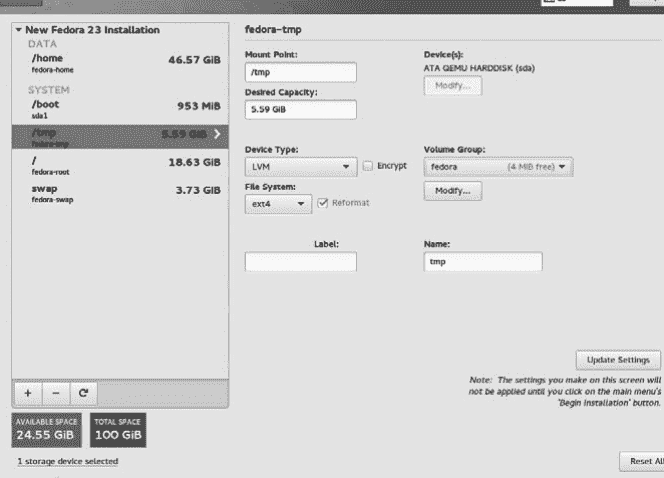 New Fedora 23 Installation
DATA
/home 46.57 GiB
fedora-home
SYSTEM
/boot 953 MiB
sda1
/tmp 5.59 GiB
fedora-tmp
/ 18.63 GiB
fedora-root
swap 3.73 GiB
fedora-swap
+ −
AVAILABLE SPACE
24.55 GiB
TOTAL SPACE
100 GiB
1 storage device selected
fedora-tmp
Mount Point:
/tmp
Desired Capacity:
5.59 GiB
Device(s):
ATA QEMU HARDDISK (sda)
Modify...
Device Type:
LVM
Encrypt
Volume Group:
fedora (4 MiB free)
File System:
ext4
Reformat
Modify...
Label:
Name:
tmp
Update Settings
Note: The settings you make on this screen will
not be applied until you click on the main menu's
'Begin Installation' button.
Reset All